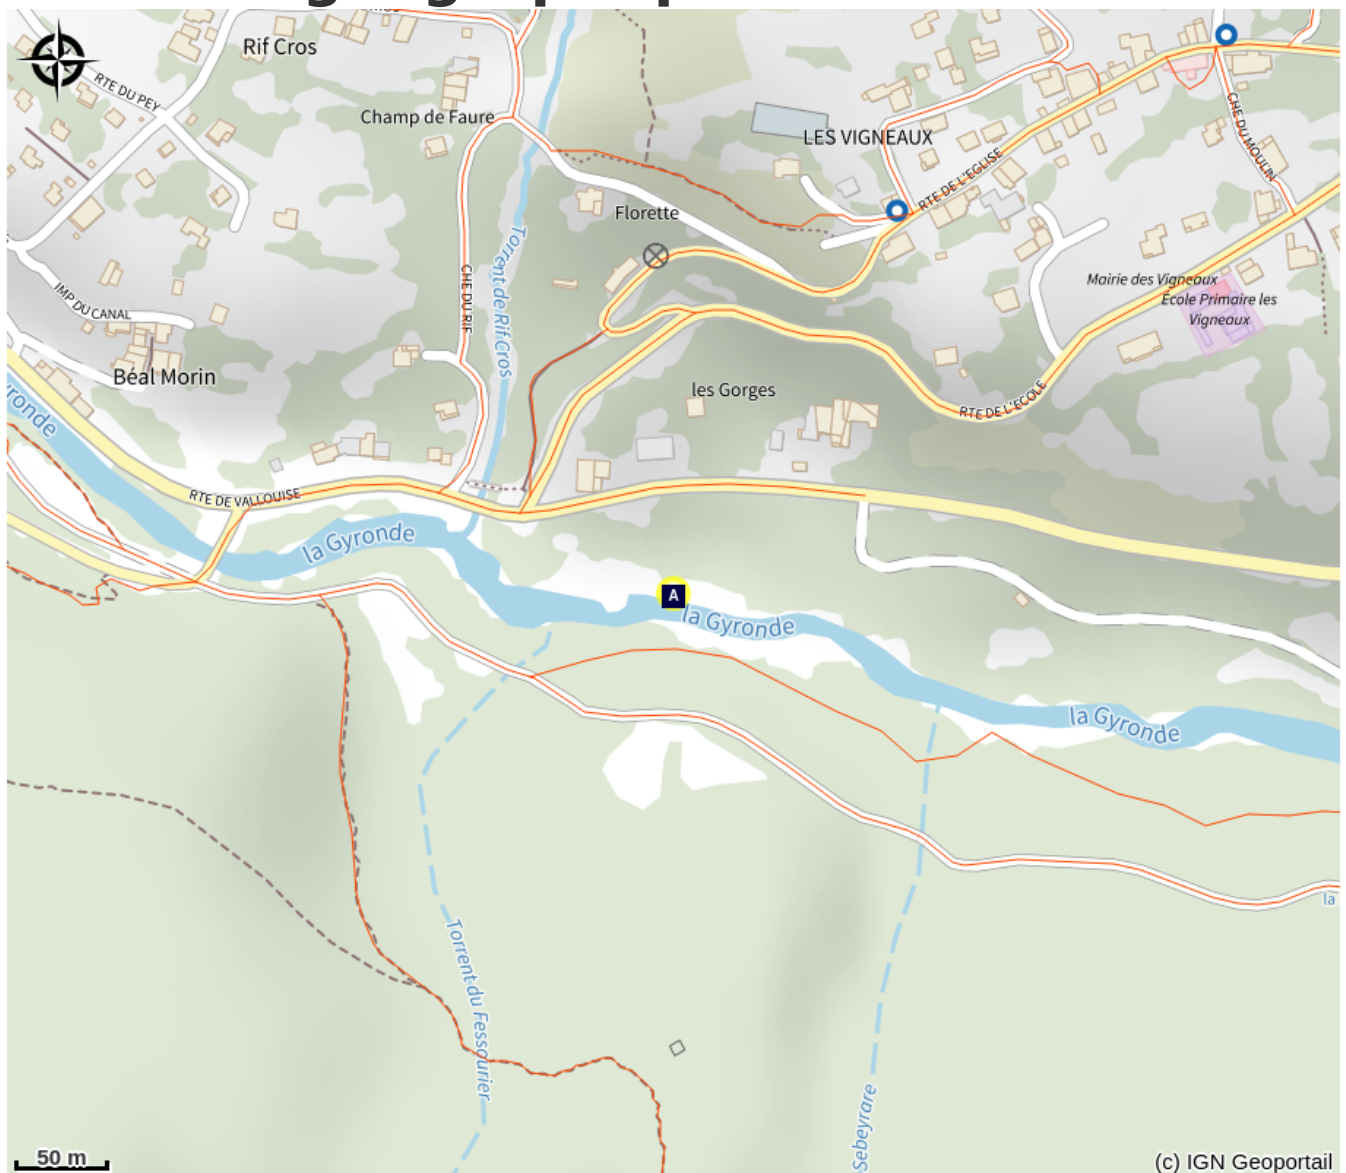 Rif Cros
RTE DU PEY
Champ de Faure
LES VIGNEAUX
CHE DU MOULIN
RTE DE L'EGLISE
Florette
Torrent de Rif Cros
CHE DU RIF
Mairie des Vigneaux
École Primaire les
Vigneaux
IMP DU CANAL
Béal Morin
les Gorges
RTE DE L'ECOLE
yronde
RTE DE VALLOUISE
la Gyronde
A
la Gyronde
la Gyronde
la
Torrent du Fessourier
Sebeyrare
50 m
(c) IGN Geoportail